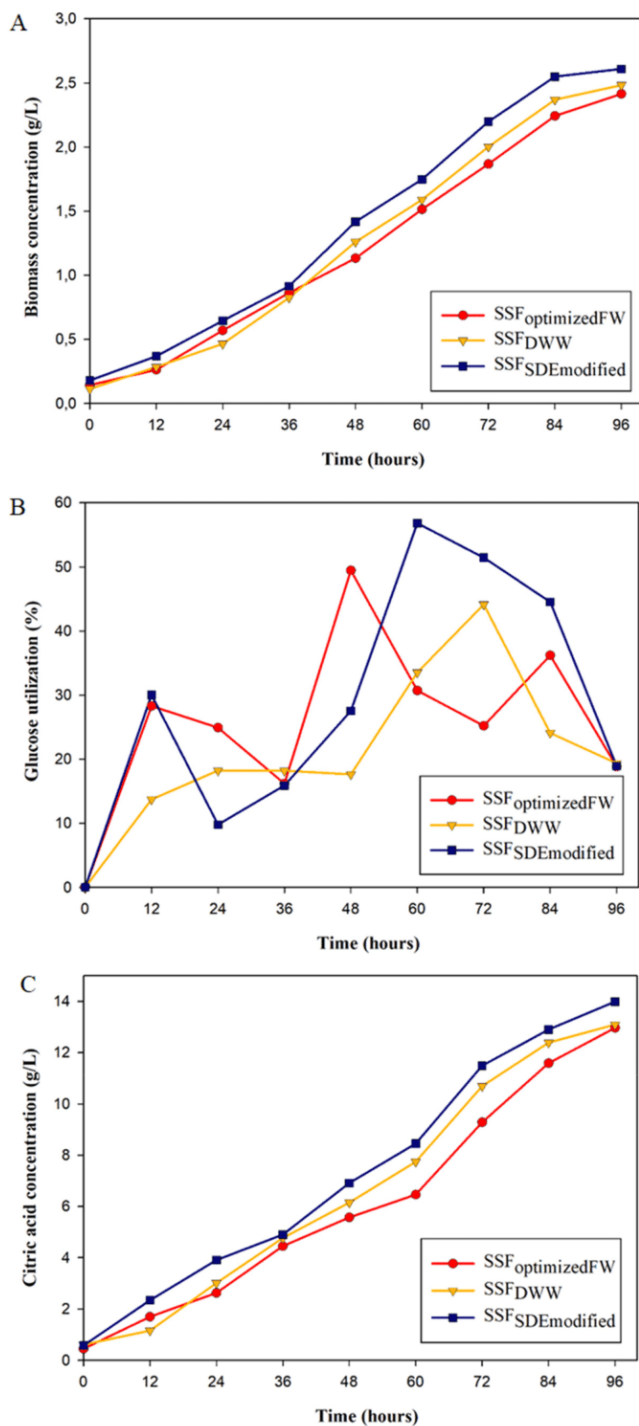 A
Biomass concentration (g/L)
3,0
2,5
2,0
1,5
1,0
0,5
0,0
SSFoptimizedFW
SSFDWW
SSFSDEmodified
0 12 24 36 48 60 72 84 96
Time (hours)
B
Glucose utilization (%)
60
50
40
30
20
10
0
SSFoptimizedFW
SSFDWW
SSFSDEmodified
0 12 24 36 48 60 72 84 96
Time (hours)
C
Citric acid concentration (g/L)
14
12
10
8
6
4
2
0
SSFoptimizedFW
SSFDWW
SSFSDEmodified
0 12 24 36 48 60 72 84 96
Time (hours)